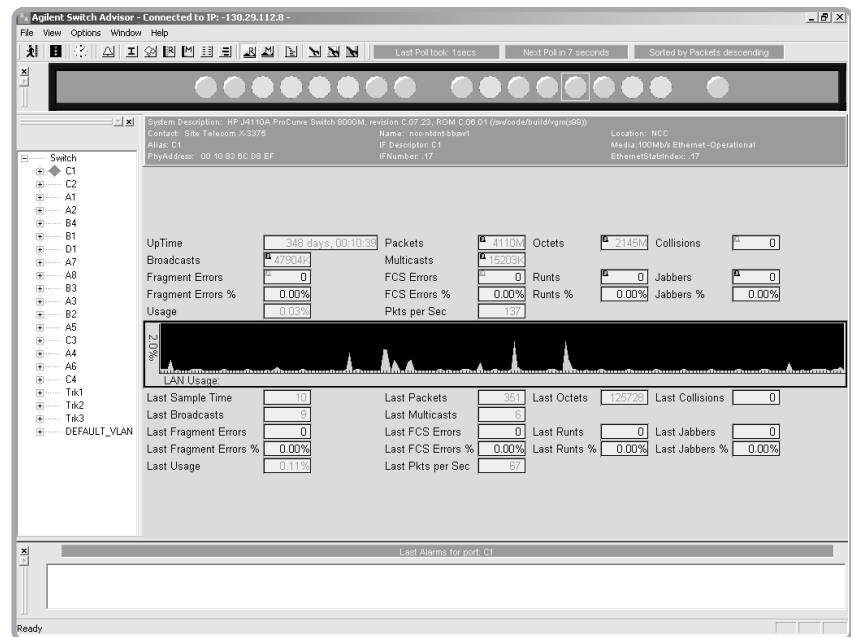 Agilent Switch Advisor - Connected to IP: -130.29.112.8 -
File View Options Window Help
Last Poll took: 1secs Next Poll in 7 seconds Sorted by Packets descending
System Description: HP J4110A ProCurve Switch 8000M, revision C.07.23, ROM C.06.01 (/sw/code/build/vgro(s99))
Contact: Site Telecom X-3375 Name: Location: NCC
Alias: C1 IF Descriptor: C1 Media:100Mb/s Ethernet-Operational
PhyAddress: 00 10 83 6C D8 EF IFNumber: .17 EthernetStatsIndex: .17
Switch
C1
C2
A1
A2
B4
B1
D1
A7
A8
B3
A3
B2
A5
C3
A4
A6
C4
Trk1
Trk2
Trk3
DEFAULT_VLAN
UpTime 348 days, 00:10:39 Packets 4110M Octets 2145M Collisions 0
Broadcasts 47904K Multicasts 15203K
Fragment Errors 0 FCS Errors 0 Runts 0 Jabbers 0
Fragment Errors % 0.00% FCS Errors % 0.00% Runts % 0.00% Jabbers % 0.00%
Usage 0.03% Pkts per Sec 137
2.0%
LAN Usage:
Last Sample Time 10 Last Packets 351 Last Octets 125728 Last Collisions 0
Last Broadcasts 9 Last Multicasts 6
Last Fragment Errors 0 Last FCS Errors 0 Last Runts 0 Last Jabbers 0
Last Fragment Errors % 0.00% Last FCS Errors % 0.00% Last Runts % 0.00% Last Jabbers % 0.00%
Last Usage 0.11% Last Pkts per Sec 67
Last Alarms for port: C1
Ready